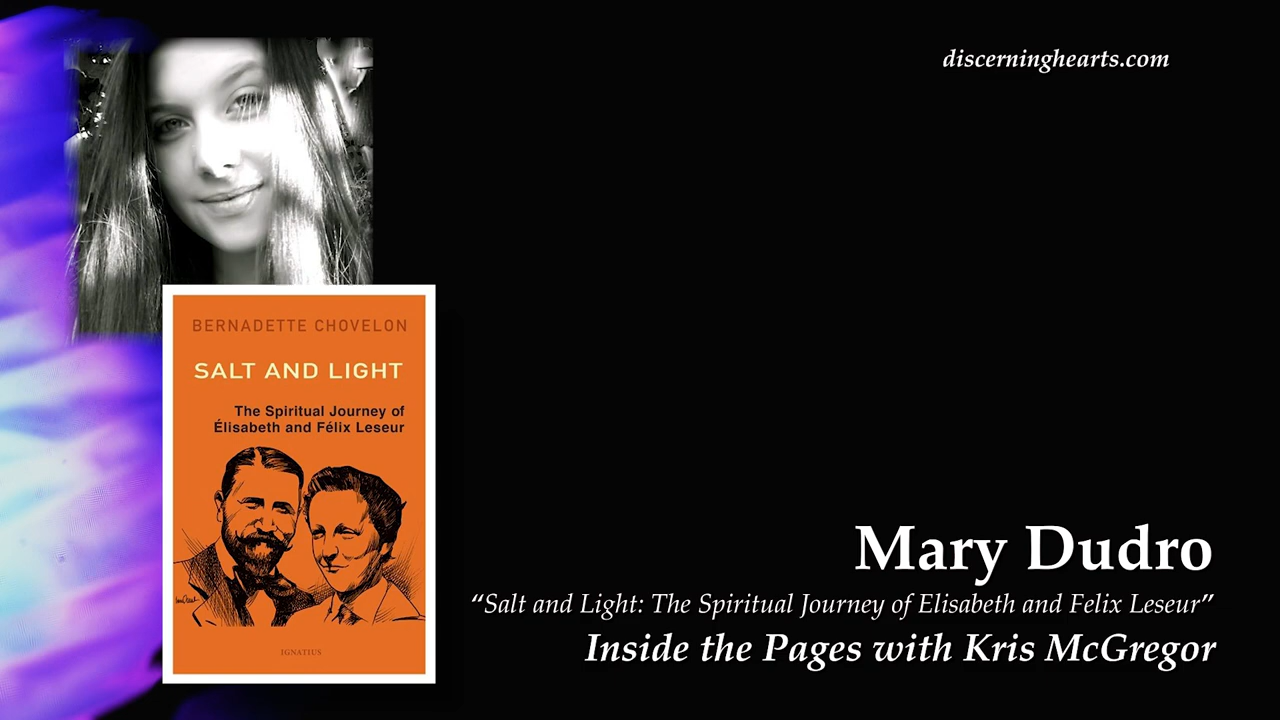 discerninghearts.com
BERNADETTE CHOVELON
SALT AND LIGHT
The Spiritual Journey of
Élisabeth and Félix Leseur
IGNATIUS
Mary Dudro
“Salt and Light: The Spiritual Journey of Elisabeth and Felix Leseur”
Inside the Pages with Kris McGregor